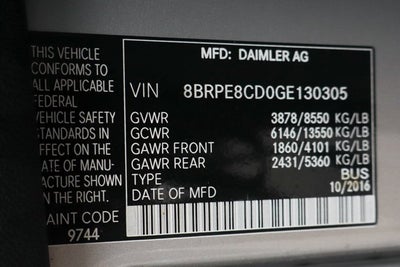 THIS VEHICLE
CONFORMS TO
ALL APPLICABLE
FEDERAL
VEHICLE SAFETY
STANDARDS IN
EFFECT ON THE
DATE OF MANU-
FACTURE SHOWN
ON THE RIGHT.
PAINT CODE
9744
MFD: DAIMLER AG
VIN 8BRPE8CD0GE130305
GVWR 3878/8550 KG/LB
GCWR 6146/13550 KG/LB
GAWR FRONT 1860/4101 KG/LB
GAWR REAR 2431/5360 KG/LB
TYPE BUS
DATE OF MFD 10/2016